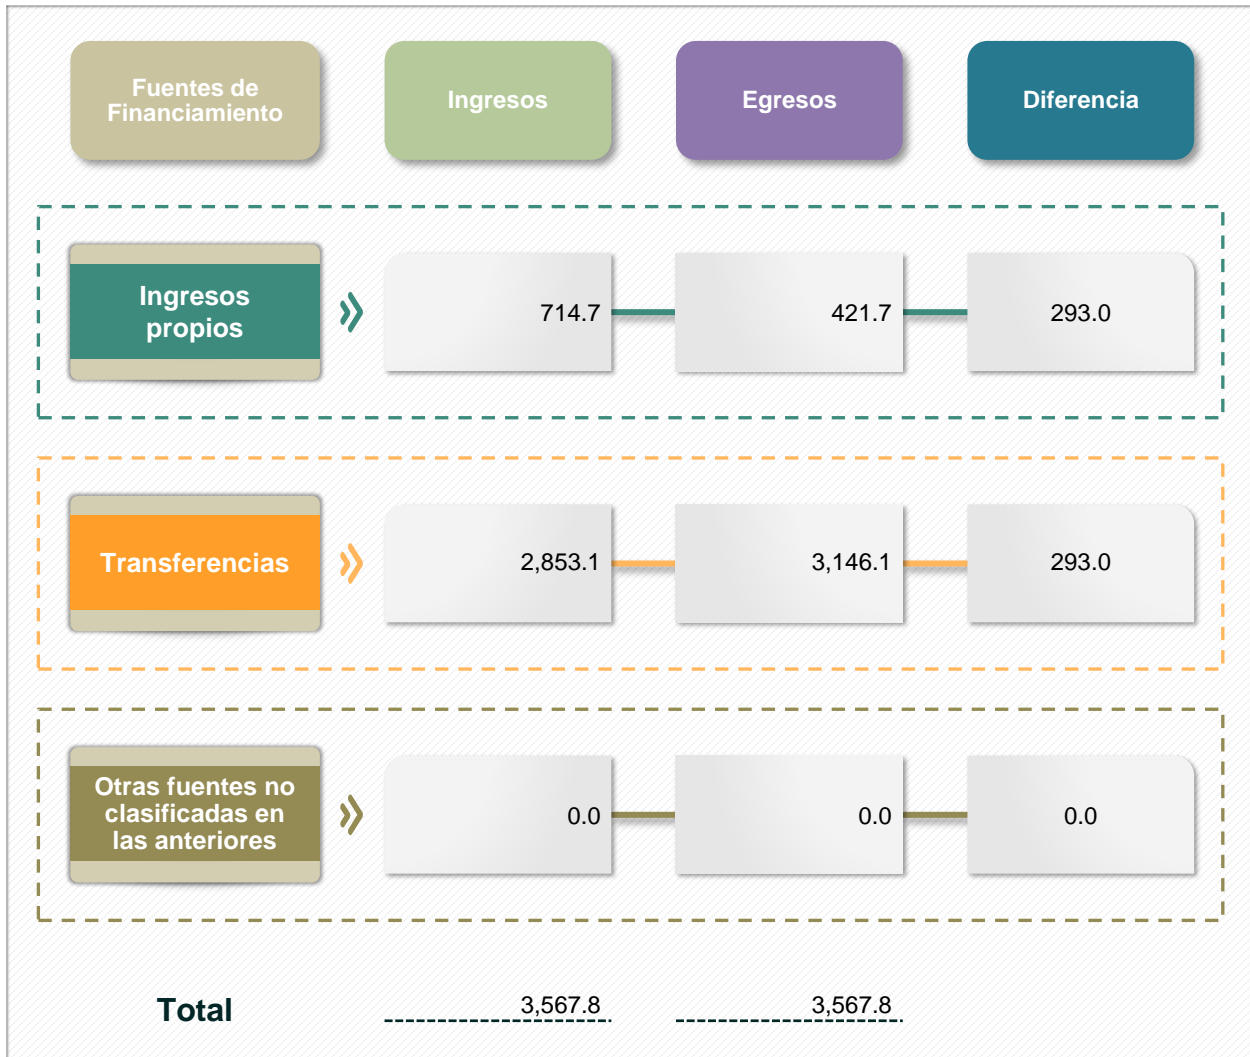 Fuentes de
Financiamiento
Ingresos
Egresos
Diferencia
Ingresos
propios
714.7
421.7
293.0
Transferencias
2,853.1
3,146.1
293.0
Otras fuentes no
clasificadas en
las anteriores
0.0
0.0
0.0
Total
3,567.8
3,567.8